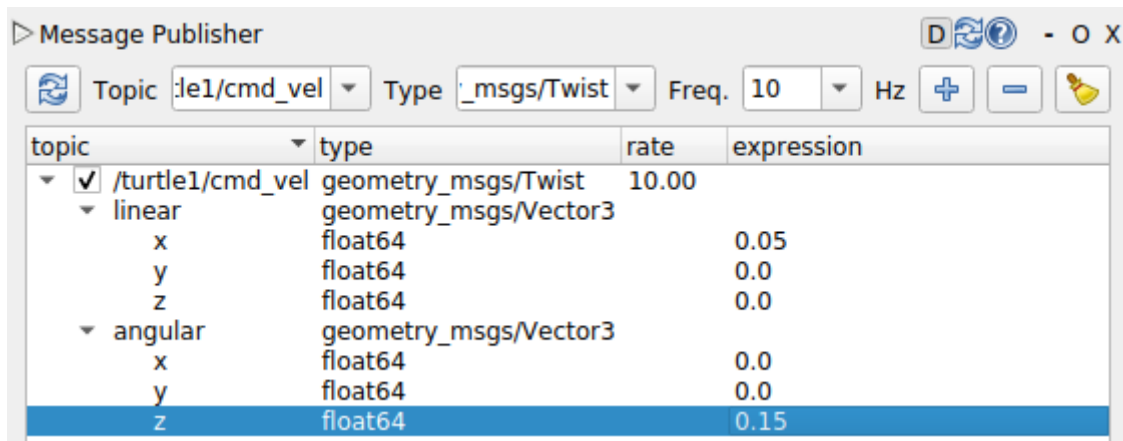 Message Publisher D - O X
Topic :le1/cmd_vel Type _msgs/Twist Freq. 10 Hz
topic type rate expression
/turtle1/cmd_vel geometry_msgs/Twist 10.00
linear geometry_msgs/Vector3
x float64 0.05
y float64 0.0
z float64 0.0
angular geometry_msgs/Vector3
x float64 0.0
y float64 0.0
z float64 0.15